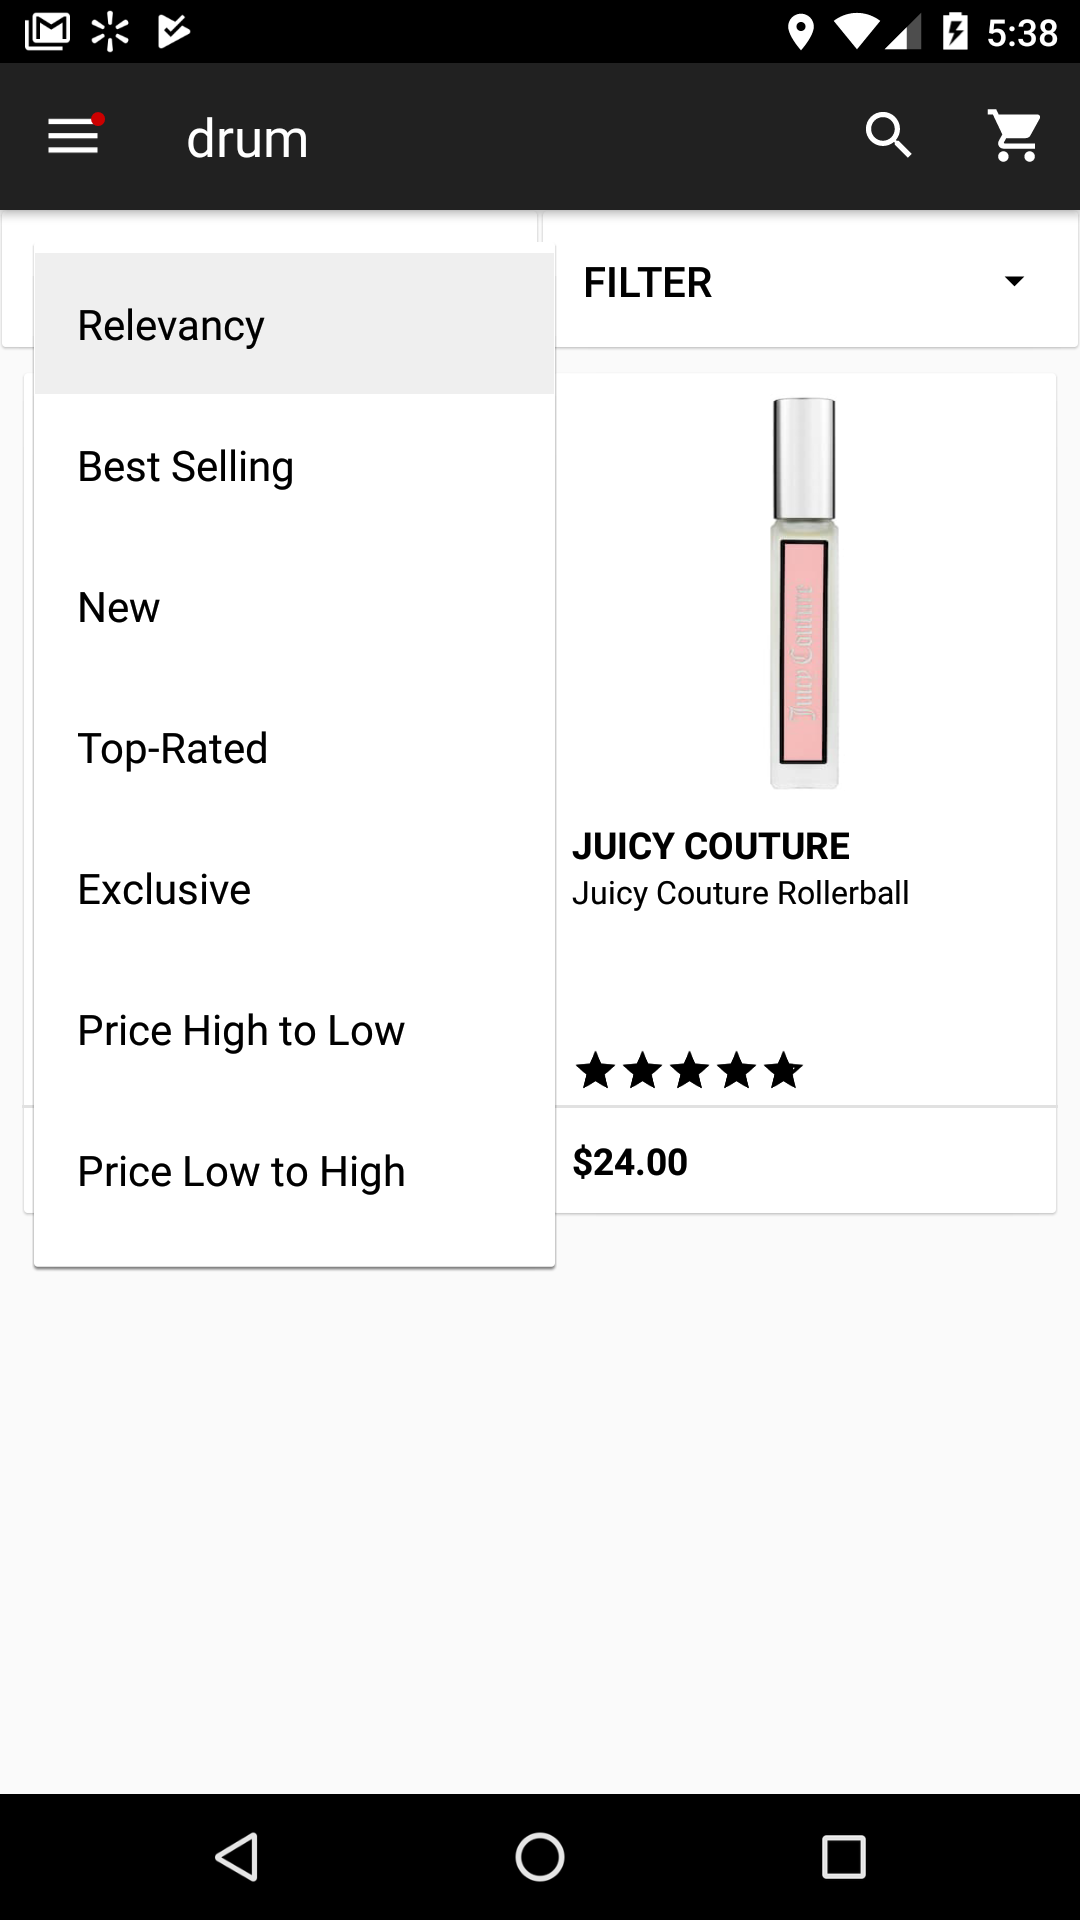 5:38
drum
FILTER
Relevancy
Best Selling
New
Top-Rated
Exclusive
Price High to Low
Price Low to High
Juicy Couture
JUICY COUTURE
Juicy Couture Rollerball
$24.00